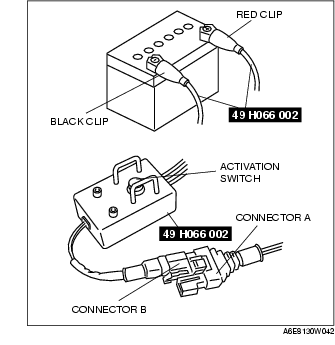 RED CLIP
49 H066 002
BLACK CLIP
ACTIVATION
SWITCH
CONNECTOR A
49 H066 002
CONNECTOR B
A6E8130W042